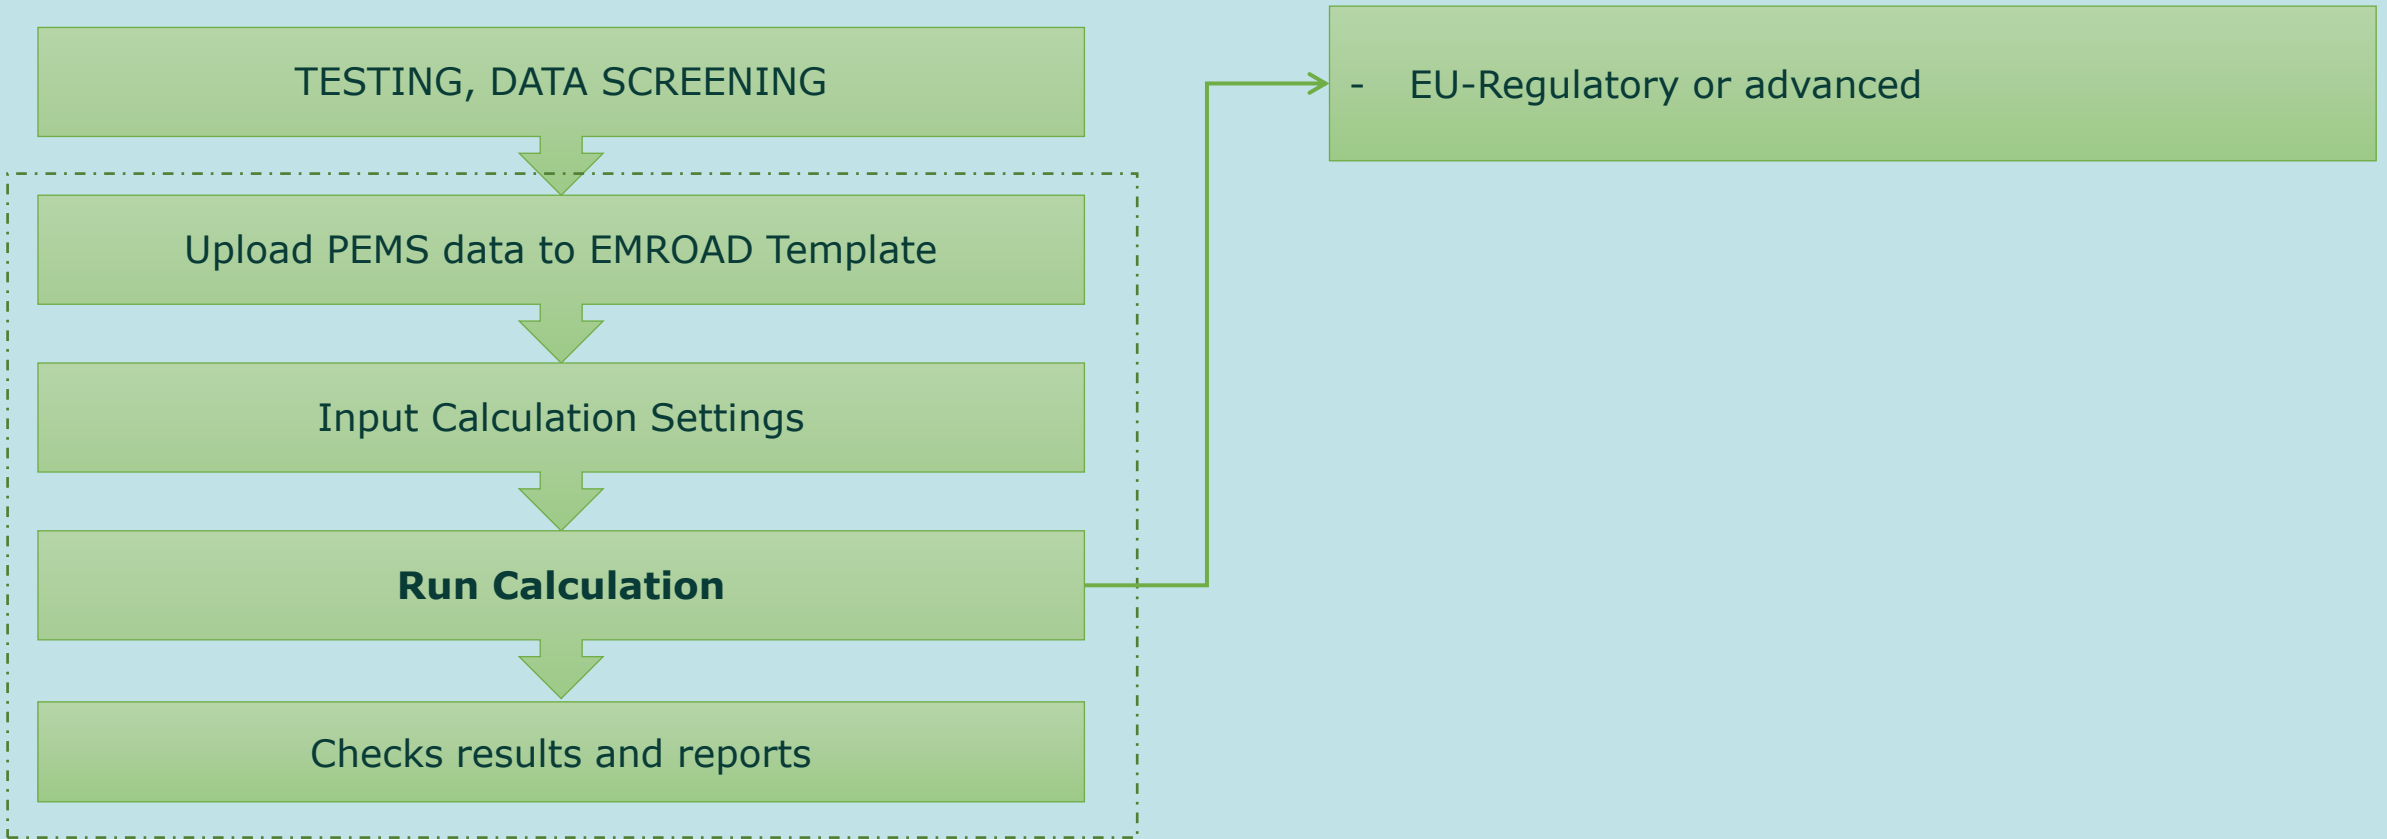 TESTING, DATA SCREENING
Upload PEMS data to EMROAD Template
Input Calculation Settings
Run Calculation
Checks results and reports
- EU-Regulatory or advanced